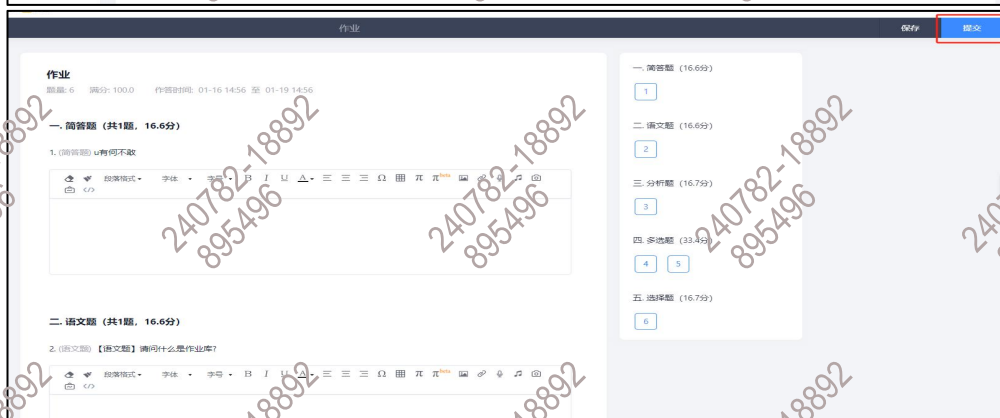 作业
保存 提交
作业
题量: 6 满分: 100.0 作答时间: 01-16 14:56 至 01-19 14:56
一. 简答题（共1题，16.6分）
1. (简答题) u有何不敢
段落格式 字体 字号 B I U A Ω π π beta
二. 语文题（共1题，16.6分）
2. (语文题) 【语文题】请问什么是作业库?
段落格式 字体 字号 B I U A Ω π π beta
一. 简答题 (16.6分)
1
二. 语文题 (16.6分)
2
三. 分析题 (16.7分)
3
四. 多选题 (33.4分)
4 5
五. 选择题 (16.7分)
6
240782-18892
895496
240782-18892
895496
240782-18892
895496